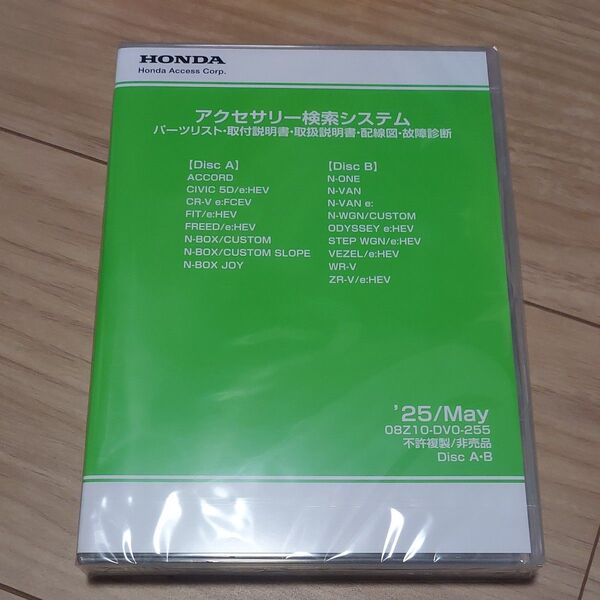 HONDA
Honda Access Corp.
アクセサリー検索システム
パーツリスト・取付説明書・取扱説明書・配線図・故障診断
【Disc A】
ACCORD
CIVIC 5D/e:HEV
CR-V e:FCEV
FIT/e:HEV
FREED/e:HEV
N-BOX/CUSTOM
N-BOX/CUSTOM SLOPE
N-BOX JOY
【Disc B】
N-ONE
N-VAN
N-VAN e:
N-WGN/CUSTOM
ODYSSEY e:HEV
STEP WGN/e:HEV
VEZEL/e:HEV
WR-V
ZR-V/e:HEV
'25/May
08Z10-DV0-255
不許複製/非売品
Disc A・B